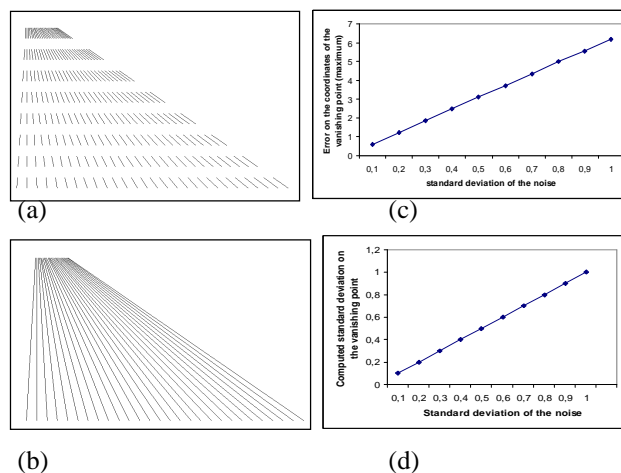 (a)
7
6
5
4
3
2
1
0
0,1 0,2 0,3 0,4 0,5 0,6 0,7 0,8 0,9 1
standard deviation of the noise
Error on the coordinates of the
vanishing point (maximum)
(c)
(b)
1,2
1
0,8
0,6
0,4
0,2
0
0,1 0,2 0,3 0,4 0,5 0,6 0,7 0,8 0,9 1
Standard deviation of the noise
Computed standard deviation on
the vanishing point
(d)